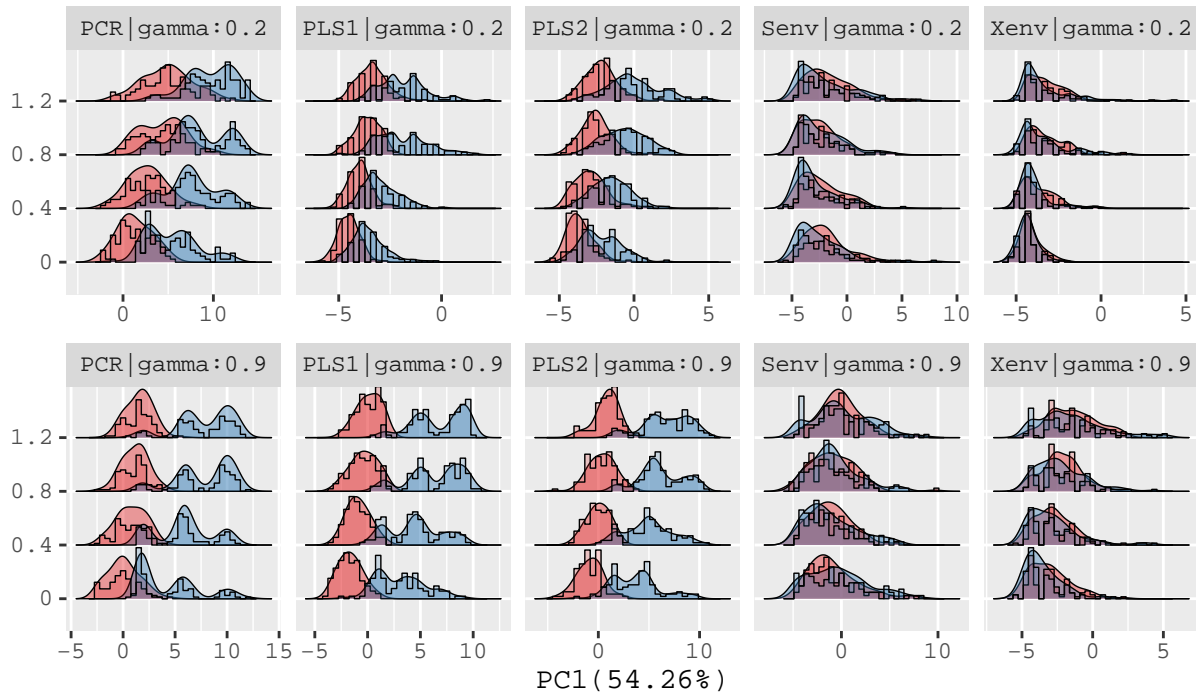 PCR|gamma:0.2 PLS1|gamma:0.2 PLS2|gamma:0.2 Senv|gamma:0.2 Xenv|gamma:0.2
1.2
0.8
0.4
0
0 10 -5 0 -5 0 5 -5 0 5 10 -5 0 5
PCR|gamma:0.9 PLS1|gamma:0.9 PLS2|gamma:0.9 Senv|gamma:0.9 Xenv|gamma:0.9
1.2
0.8
0.4
0
-5 0 5 10 15 -5 0 5 10 0 10 0 10 -5 0 5
PC1(54.26%)